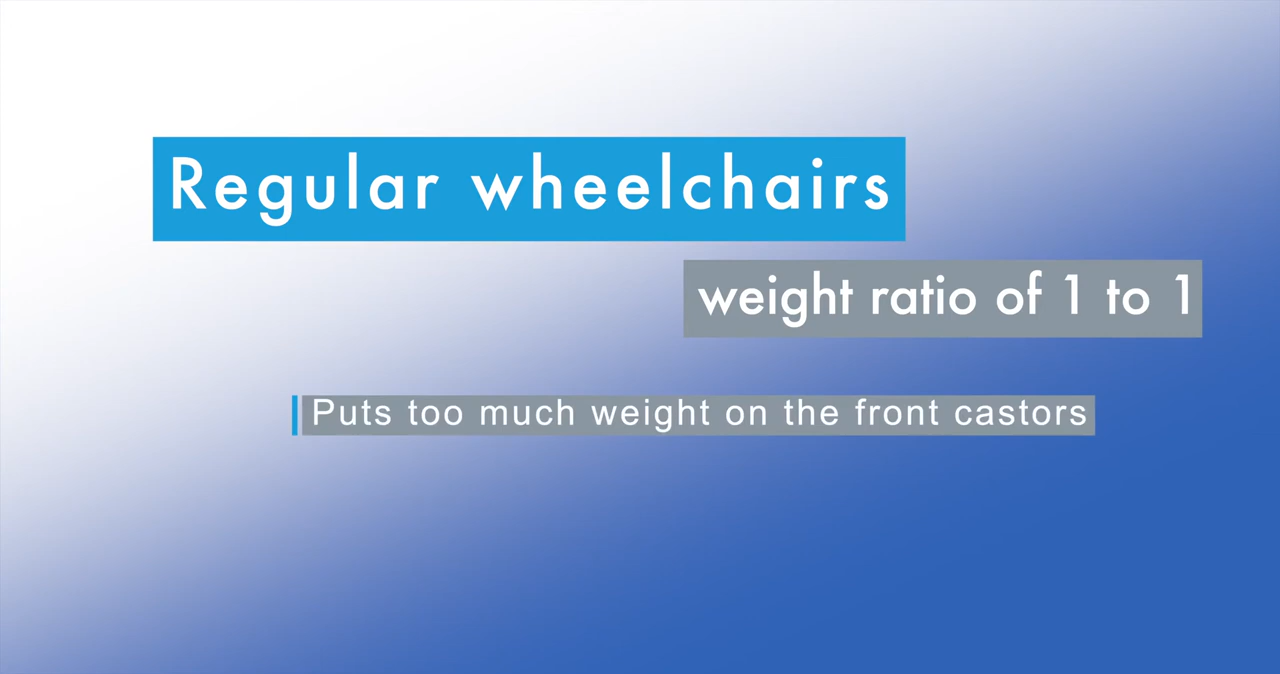 Regular wheelchairs
weight ratio of 1 to 1
Puts too much weight on the front castors